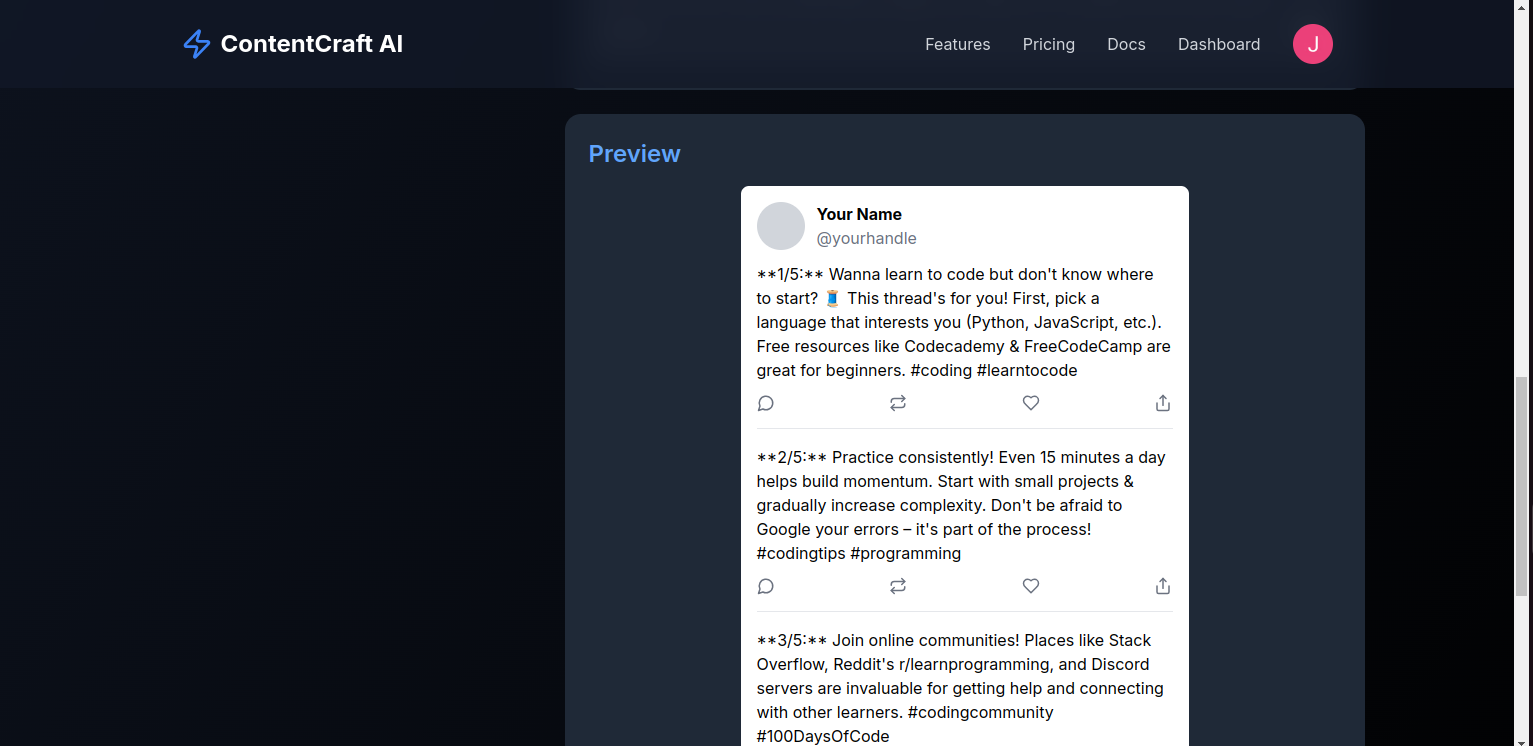 ContentCraft AI
Features
Pricing
Docs
Dashboard
J
Preview
Your Name
@yourhandle
**1/5:** Wanna learn to code but don't know where
to start? 🧵 This thread's for you! First, pick a
language that interests you (Python, JavaScript, etc.).
Free resources like Codecademy & FreeCodeCamp are
great for beginners. #coding #learntocode
**2/5:** Practice consistently! Even 15 minutes a day
helps build momentum. Start with small projects &
gradually increase complexity. Don't be afraid to
Google your errors – it's part of the process!
#codingtips #programming
**3/5:** Join online communities! Places like Stack
Overflow, Reddit's r/learnprogramming, and Discord
servers are invaluable for getting help and connecting
with other learners. #codingcommunity
#100DaysOfCode